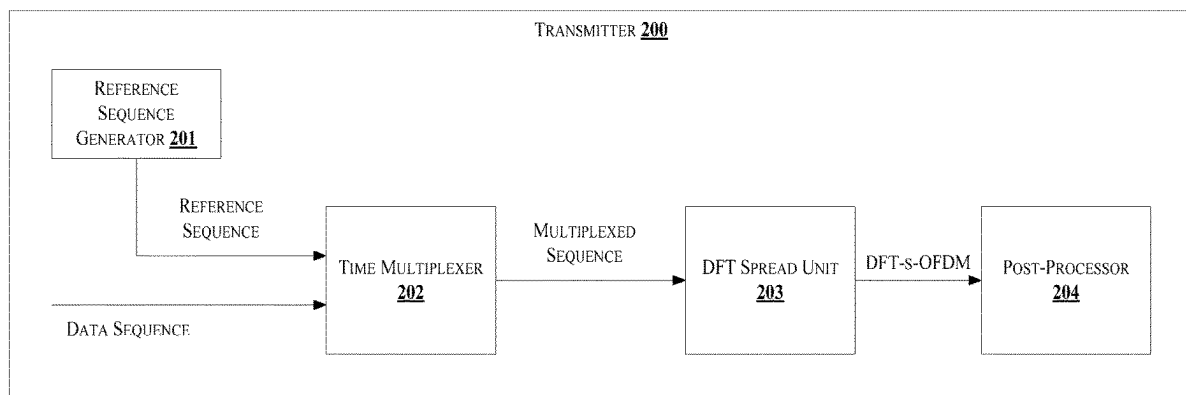 TRANSMITTER 200
REFERENCE
SEQUENCE
GENERATOR 201
REFERENCE
SEQUENCE
DATA SEQUENCE
TIME MULTIPLEXER
202
MULTIPLEXED
SEQUENCE
DFT SPREAD UNIT
203
DFT-S-OFDM
POST-PROCESSOR
204